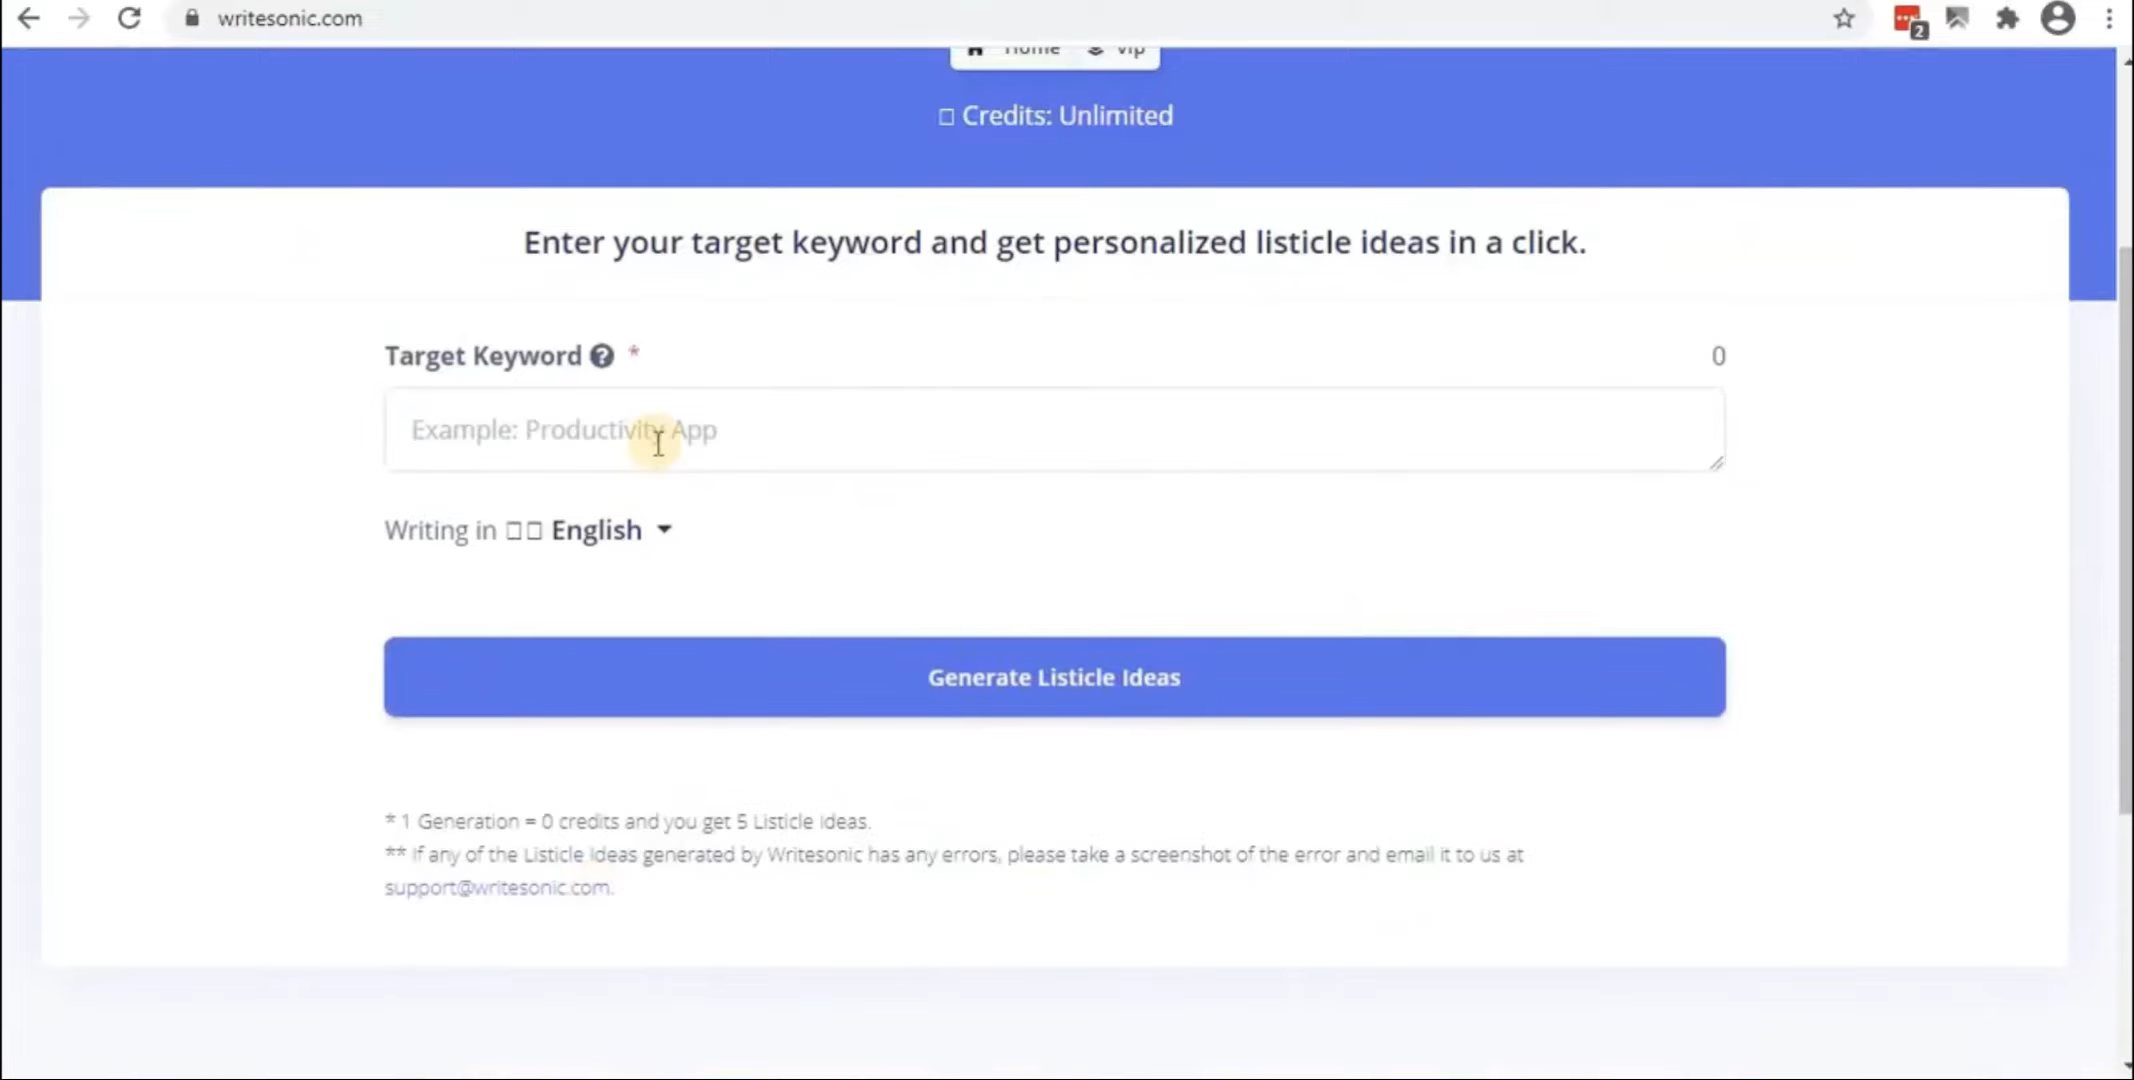 writesonic.com
2
Home Vip
Credits: Unlimited
Enter your target keyword and get personalized listicle ideas in a click.
Target Keyword ? * 0
Example: Productivity App
Writing in English
Generate Listicle Ideas
* 1 Generation = 0 credits and you get 5 Listicle Ideas.
** If any of the Listicle Ideas generated by Writesonic has any errors, please take a screenshot of the error and email it to us at
support@writesonic.com.